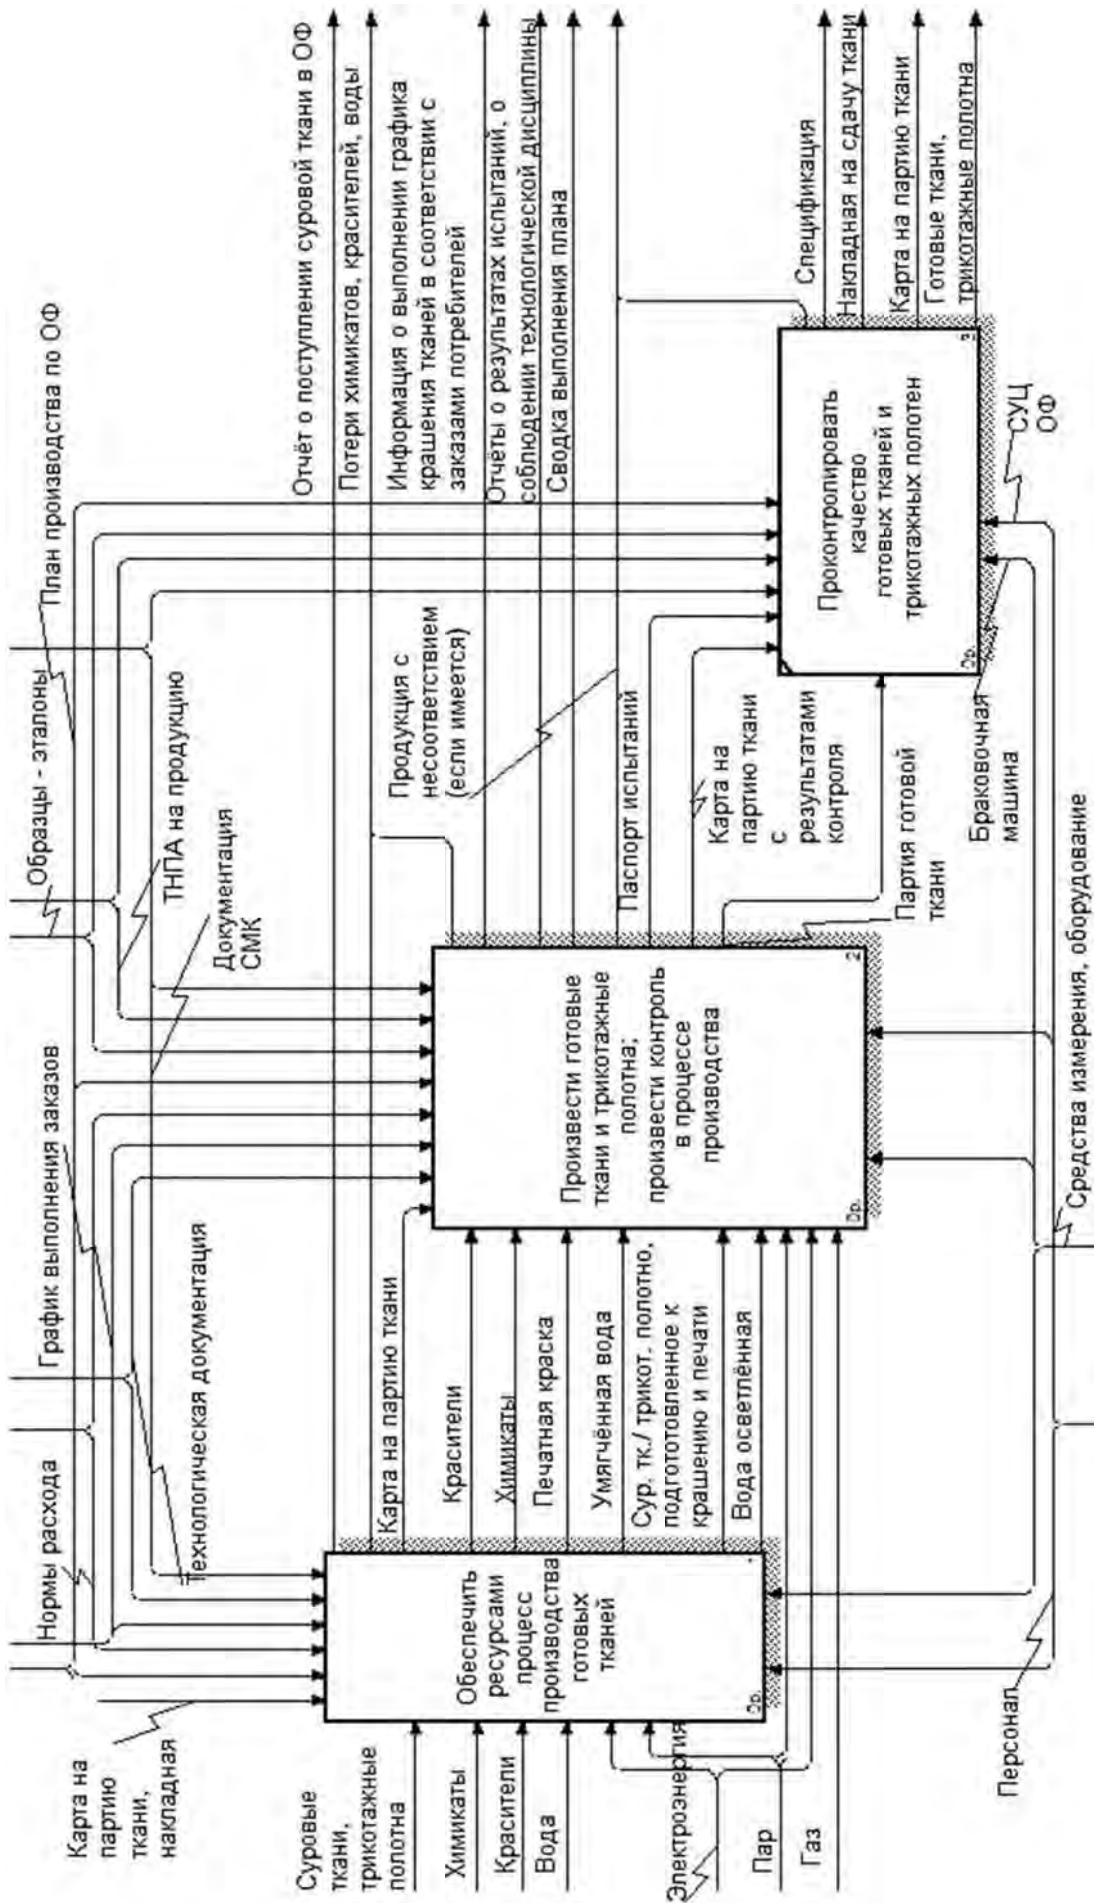 План производства по ОФ
Образцы - эталоны
ТНПА на продукцию
Документация
СМК
График выполнения заказов
Технологическая документация
Нормы расхода
Карта на
партию
ткани,
накладная
Отчёт о поступлении суровой ткани в ОФ
Потери химикатов, красителей, воды
Информация о выполнении графика
крашения тканей в соответствии с
заказами потребителей
Отчёты о результатах испытаний, о
соблюдении технологической дисциплины
Сводка выполнения плана
Продукция с
несоответствием
(если имеется)
Паспорт испытаний
Карта на
партию ткани
с
результатами
контроля
Партия готовой
ткани
Спецификация
Накладная на сдачу ткани
Карта на партию ткани
Готовые ткани,
трикотажные полотна
Суровые
ткани,
трикотажные
полотна
Химикаты
Красители
Вода
Электроэнергия
Пар
Газ
Обеспечить
ресурсами
процесс
производства
готовых
тканей
0р.
Карта на партию ткани
Красители
Химикаты
Печатная краска
Умягчённая вода
Сур. тк./ трикот. полотно,
подгототовленное к
крашению и печати
Вода осветлённая
Произвести готовые
ткани и трикотажные
полотна;
произвести контроль
в процессе
производства
0р.
2
Проконтролировать
качество
готовых тканей и
трикотажных полотен
0р.
3
Браковочная
машина
СУЦ
ОФ
Средства измерения, оборудование
Персонал